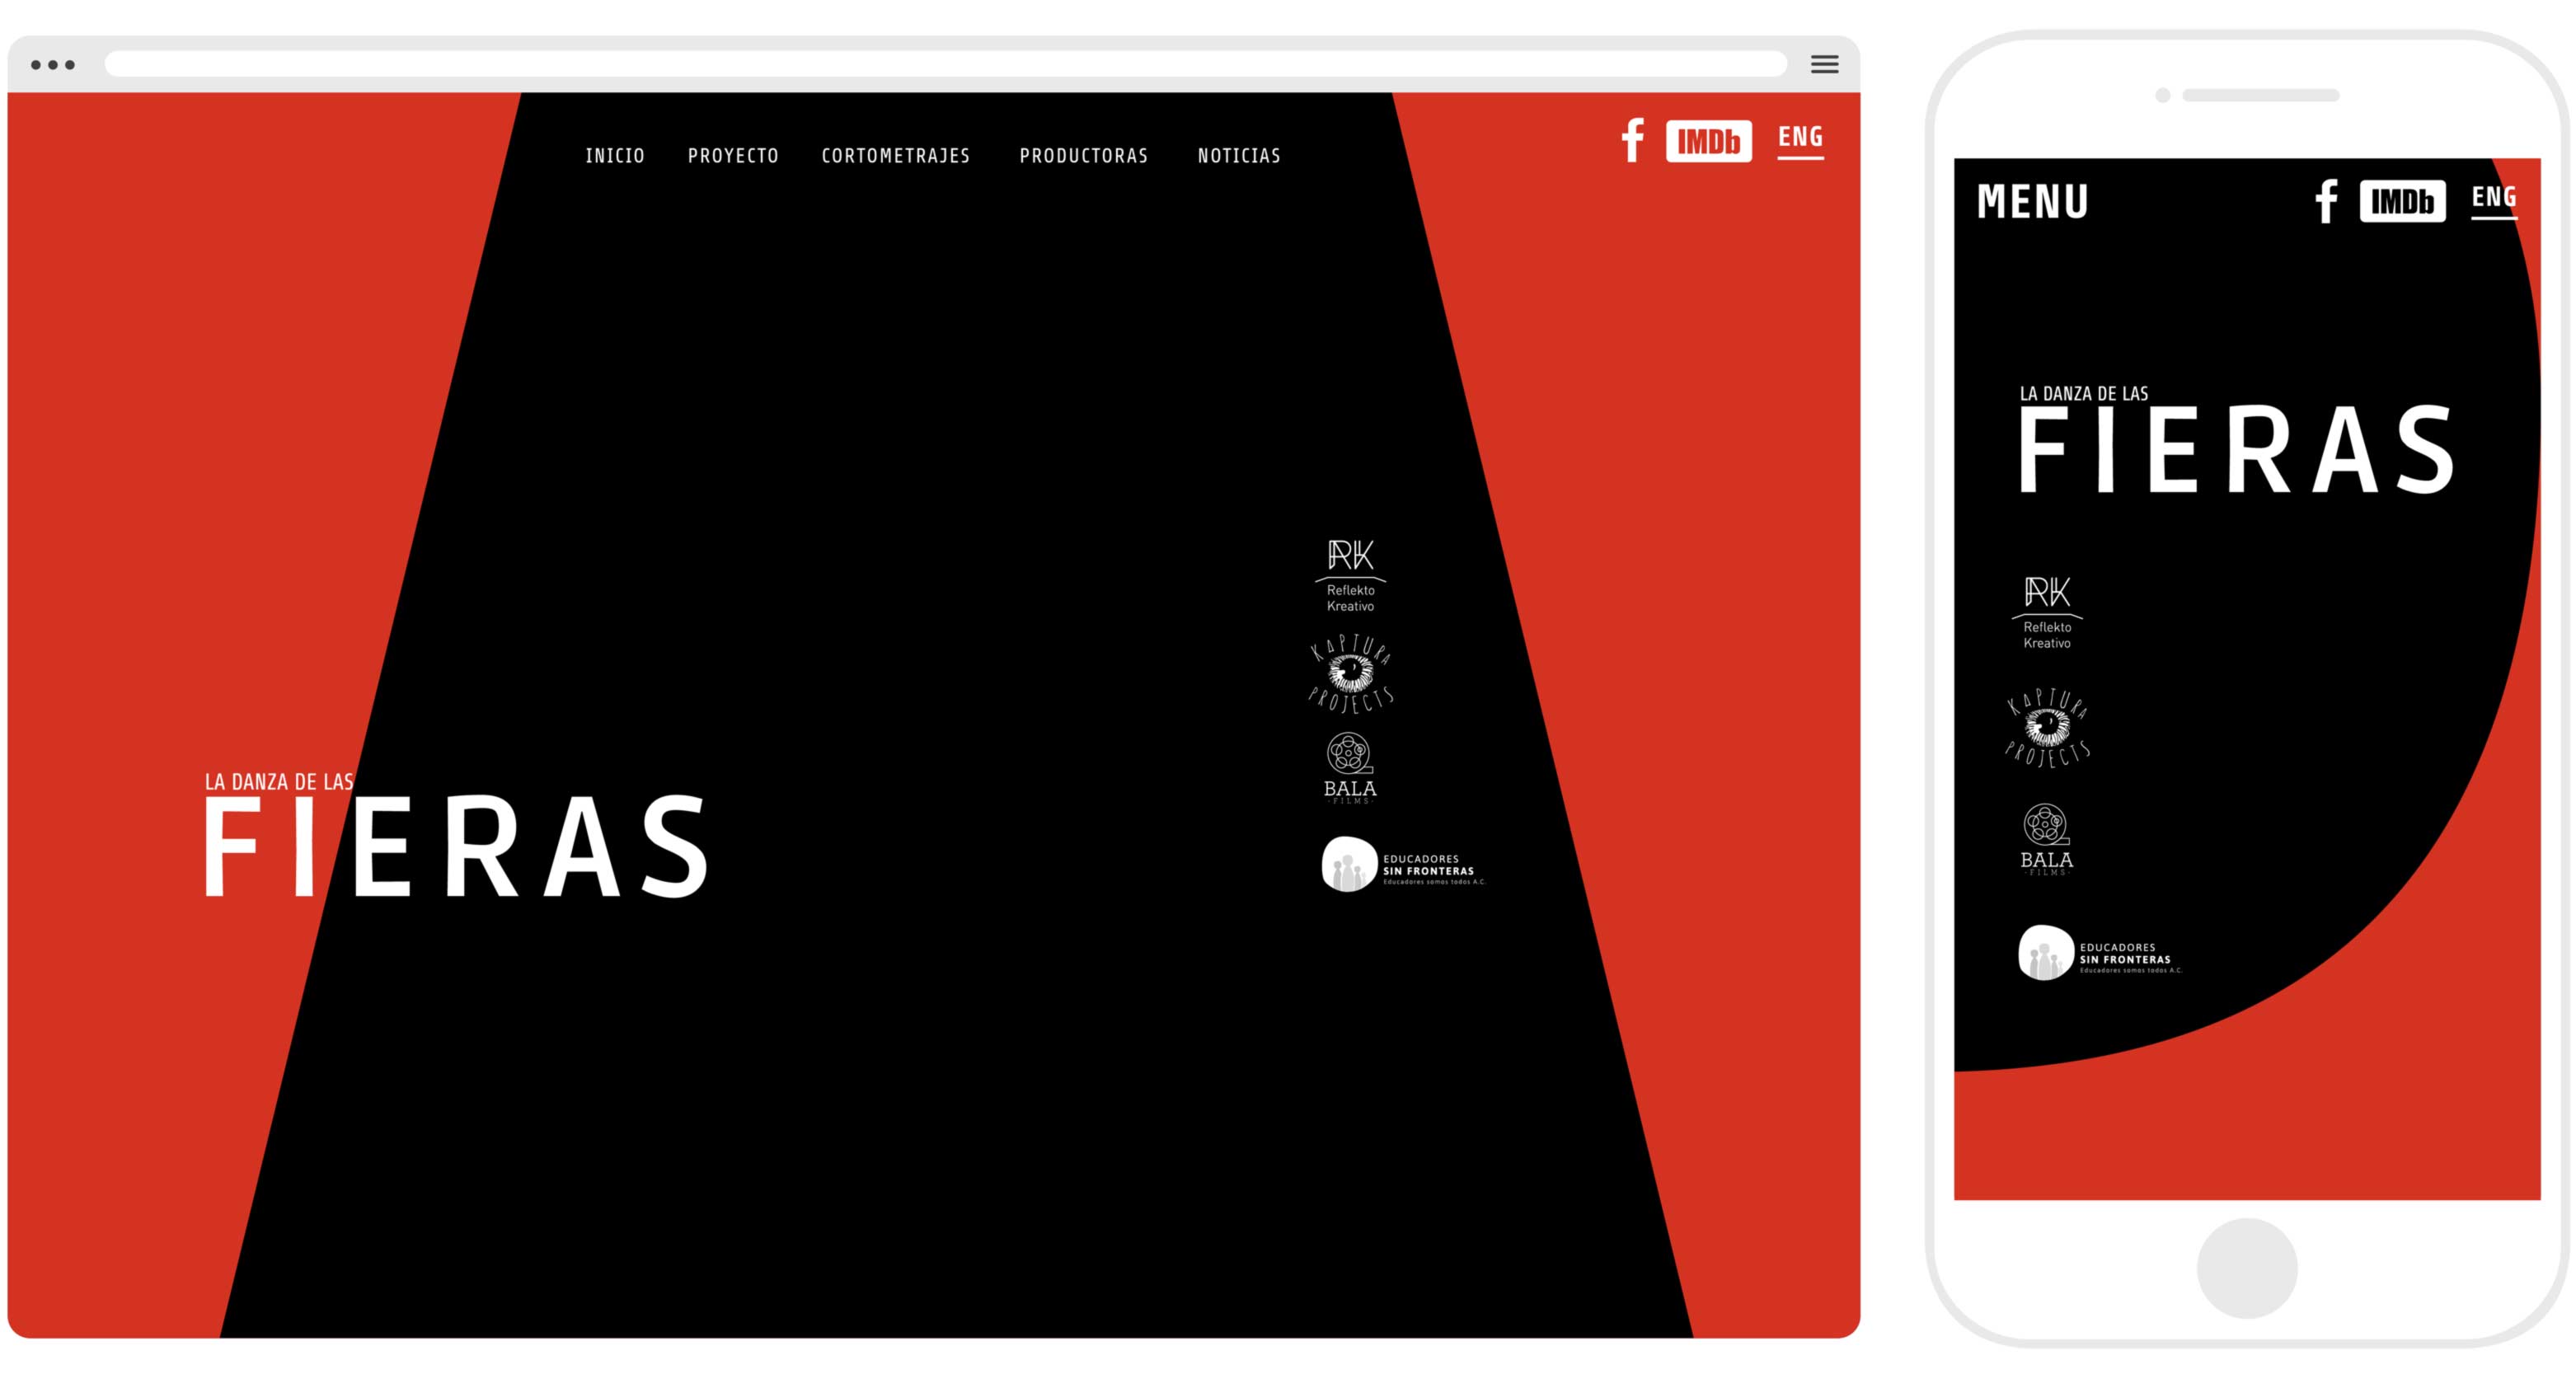 INICIO PROYECTO CORTOMETRAJES PRODUCTORAS NOTICIAS
f IMDb ENG
RK
Reflekto
Kreativo
KAPTURA
PROJECTS
BALA
·FILMS·
LA DANZA DE LAS
FIERAS
EDUCADORES
SIN FRONTERAS
Educadores somos todos A.C.
MENU f IMDb ENG
LA DANZA DE LAS
FIERAS
RK
Reflekto
Kreativo
KAPTURA
PROJECTS
BALA
·FILMS·
EDUCADORES
SIN FRONTERAS
Educadores somos todos A.C.